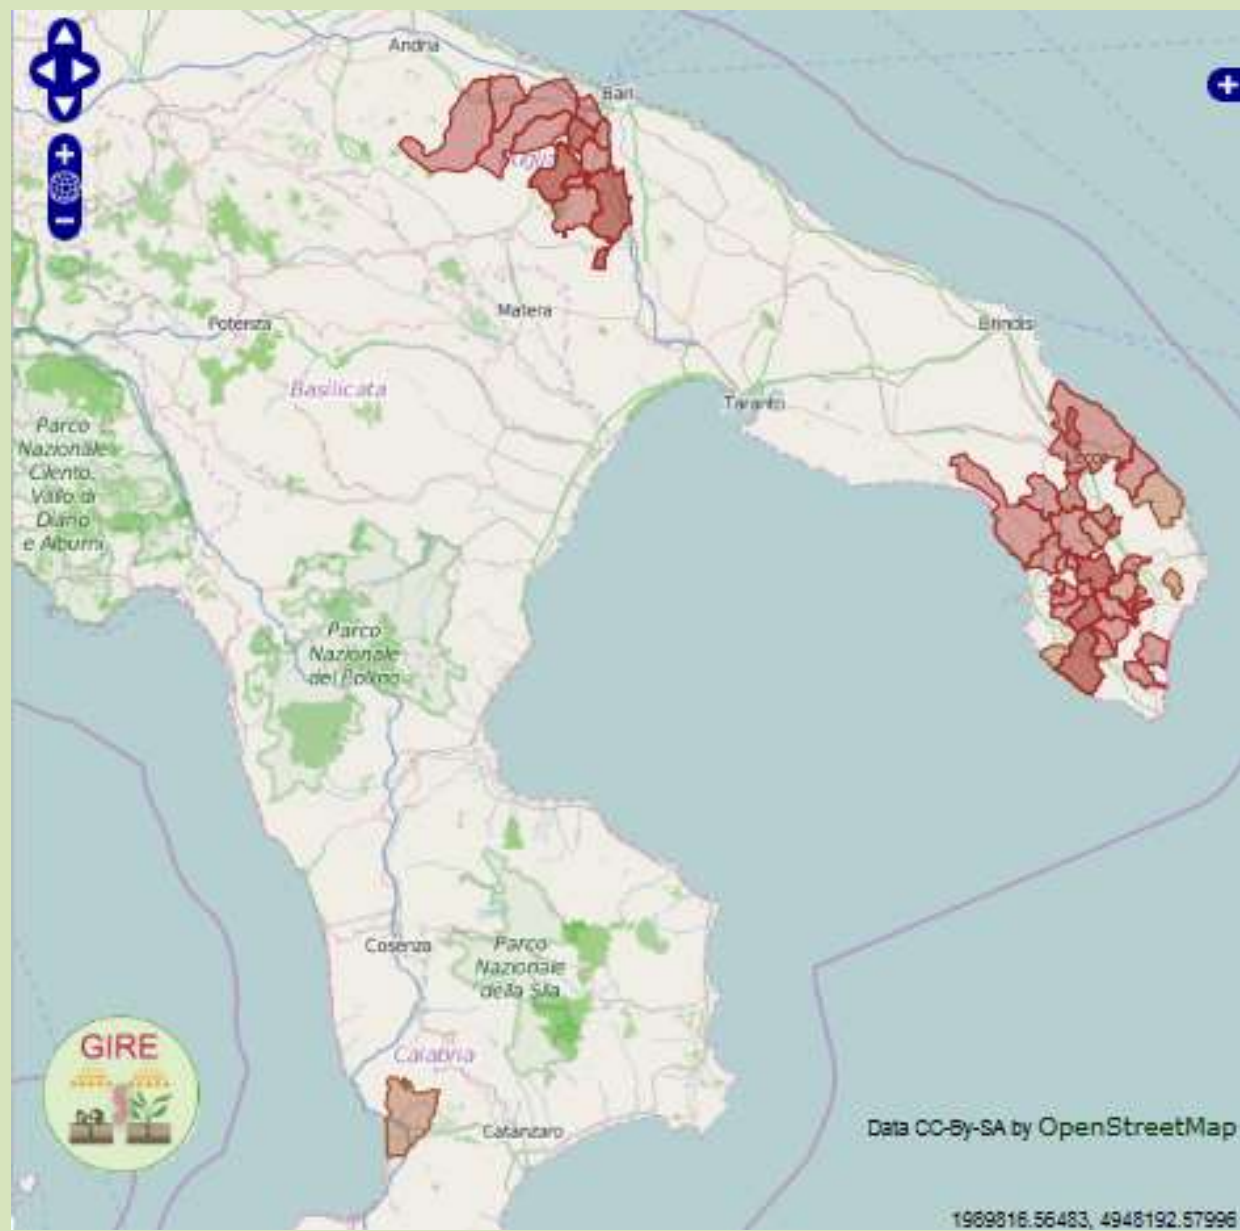 Andria
Bari
Matera
Potenza
Brindisi
Basilicata
Taranto
Parco
Nazionale
Cilento,
Vallo di
Diano
e Alburni
Parco
Nazionale
del Pollino
Cosenza
Parco
Nazionale
della Sila
GIRE
Calabria
Catanzaro
Data CC-By-SA by OpenStreetMap
1989816.56483, 4948192.57996